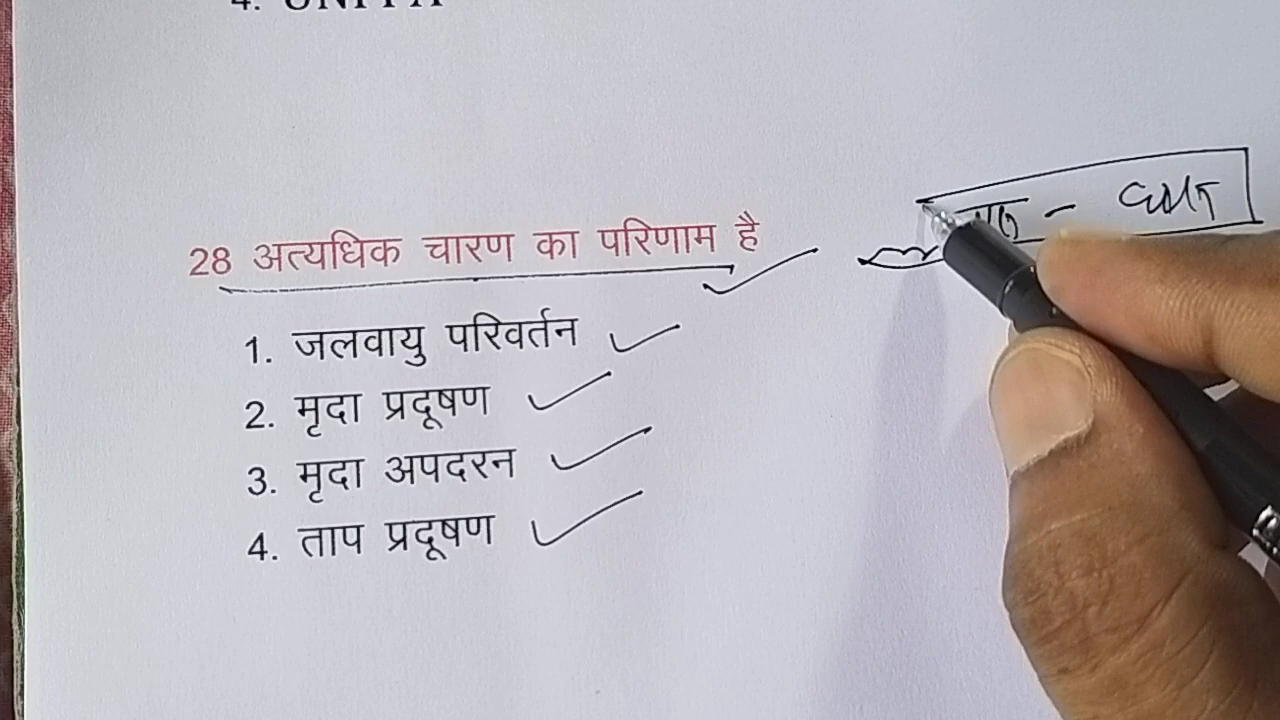 28 अत्यधिक चारण का परिणाम है
1. जलवायु परिवर्तन
2. मृदा प्रदूषण
3. मृदा अपदरन
4. ताप प्रदूषण